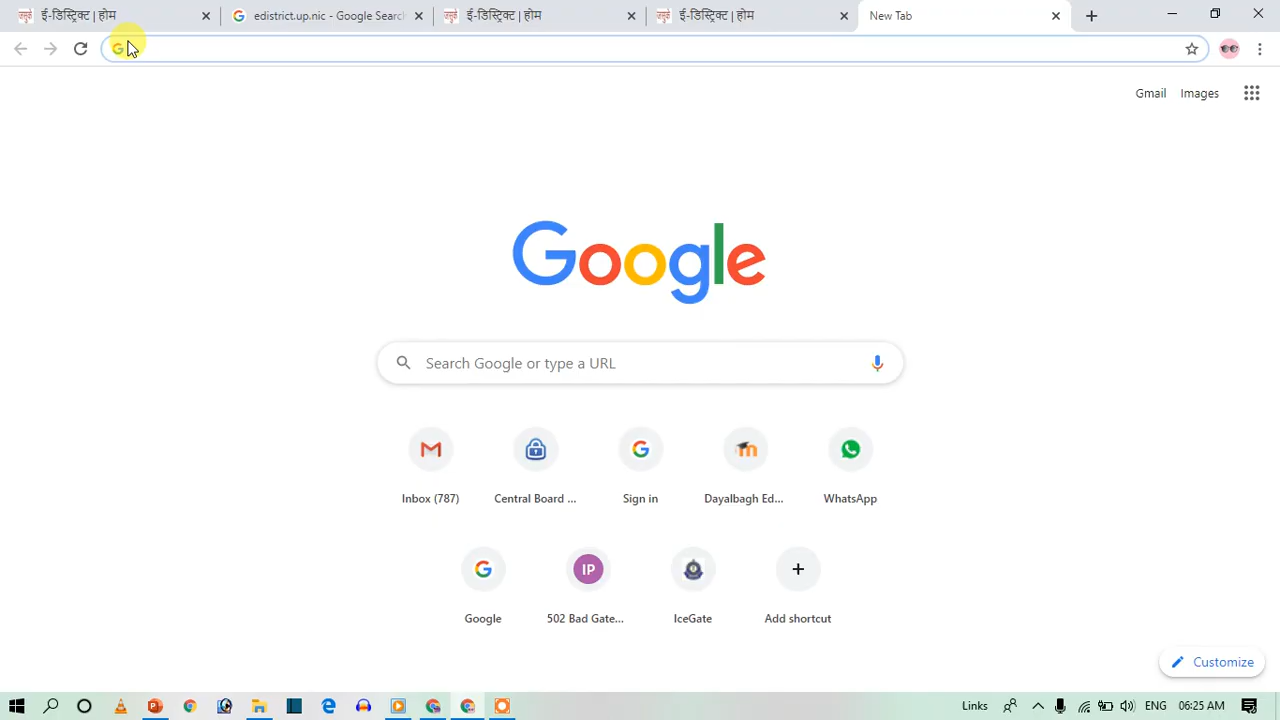 ई-डिस्ट्रिक्ट | होम
edistrict.up.nic - Google Search
ई-डिस्ट्रिक्ट | होम
ई-डिस्ट्रिक्ट | होम
New Tab
Gmail
Images
Google
Search Google or type a URL
Inbox (787)
Central Board ...
Sign in
Dayalbagh Ed...
WhatsApp
IP
Google
502 Bad Gate...
IceGate
Add shortcut
Customize
Links
ENG
06:25 AM